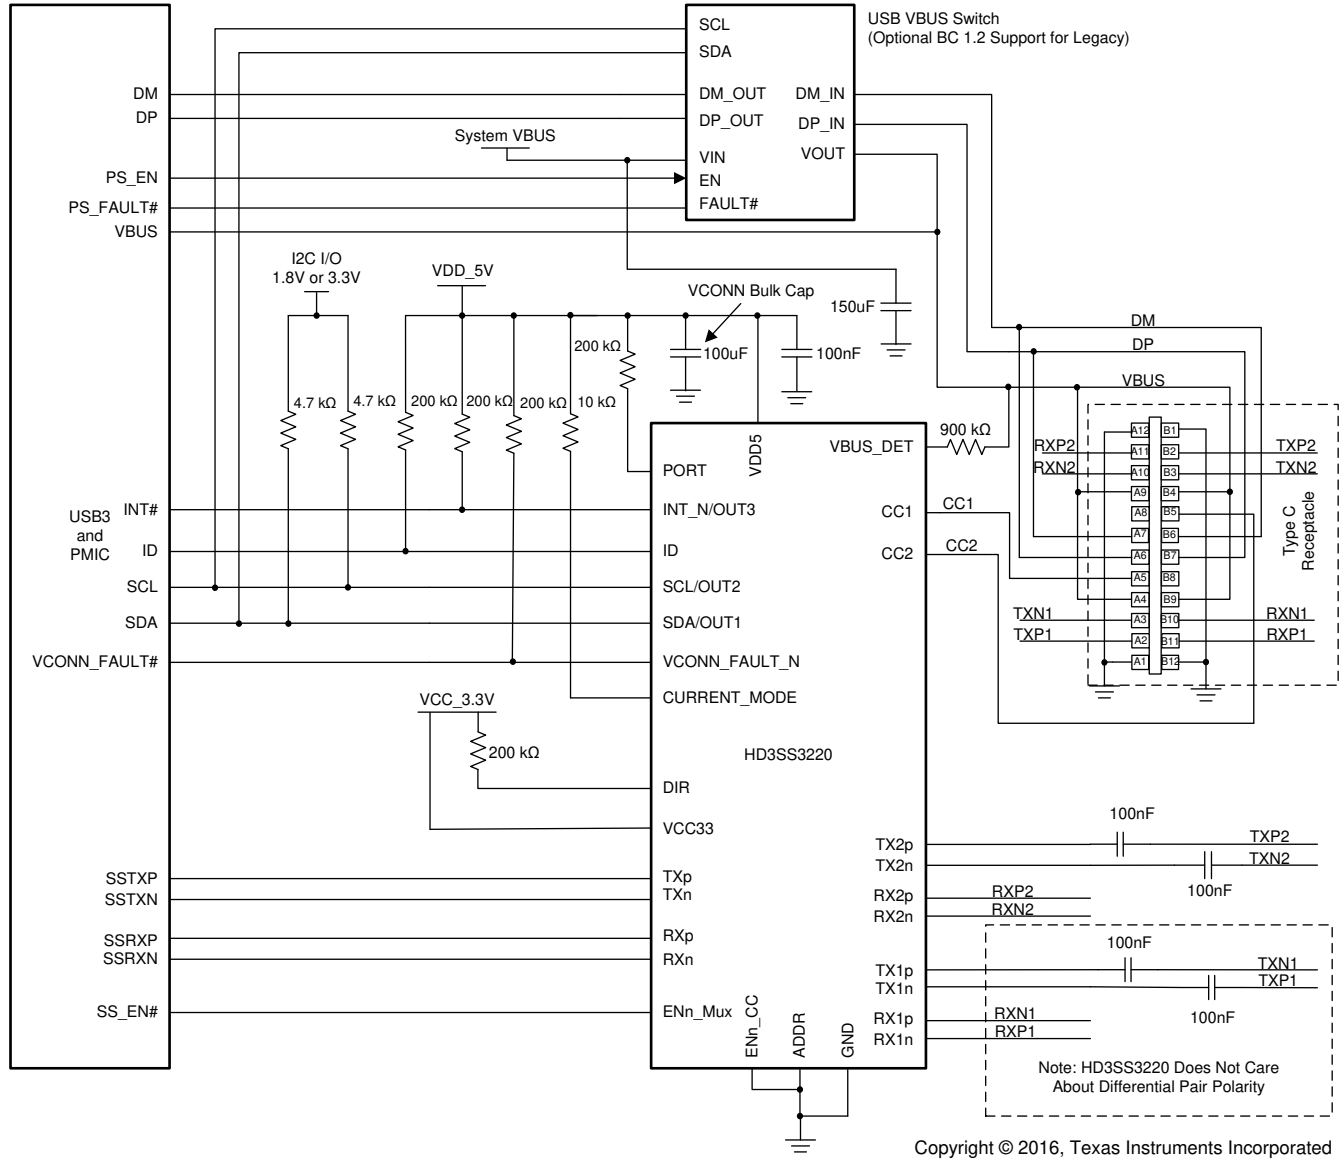 USB VBUS Switch
(Optional BC 1.2 Support for Legacy)
SCL
SDA
DM_OUT
DP_OUT
VIN
EN
FAULT#
DM_IN
DP_IN
VOUT
DM
DP
PS_EN
PS_FAULT#
VBUS
System VBUS
I2C I/O
1.8V or 3.3V
VDD_5V
VCONN Bulk Cap
150uF
200 kΩ
100uF
100nF
4.7 kΩ
4.7 kΩ
200 kΩ
200 kΩ
200 kΩ
10 kΩ
DM
DP
VBUS
900 kΩ
USB3
and
PMIC
INT#
ID
SCL
SDA
VCONN_FAULT#
SSTXP
SSTXN
SSRXP
SSRXN
SS_EN#
VCC_3.3V
200 kΩ
PORT
VDD5
VBUS_DET
INT_N/OUT3
ID
SCL/OUT2
SDA/OUT1
VCONN_FAULT_N
CURRENT_MODE
HD3SS3220
DIR
VCC33
TXp
TXn
RXp
RXn
ENn_Mux
ENn_CC
ADDR
GND
CC1
CC2
TX2p
TX2n
RX2p
RX2n
TX1p
TX1n
RX1p
RX1n
CC1
CC2
RXP2
RXN2
TXN1
TXP1
A12 B1
A11 B2
A10 B3
A9 B4
A8 B5
A7 B6
A6 B7
A5 B8
A4 B9
A3 B10
A2 B11
A1 B12
TXP2
TXN2
RXN1
RXP1
Type C
Receptacle
100nF
TXP2
TXN2
100nF
RXP2
RXN2
100nF
TXN1
TXP1
100nF
RXN1
RXP1
Note: HD3SS3220 Does Not Care
About Differential Pair Polarity
Copyright © 2016, Texas Instruments Incorporated